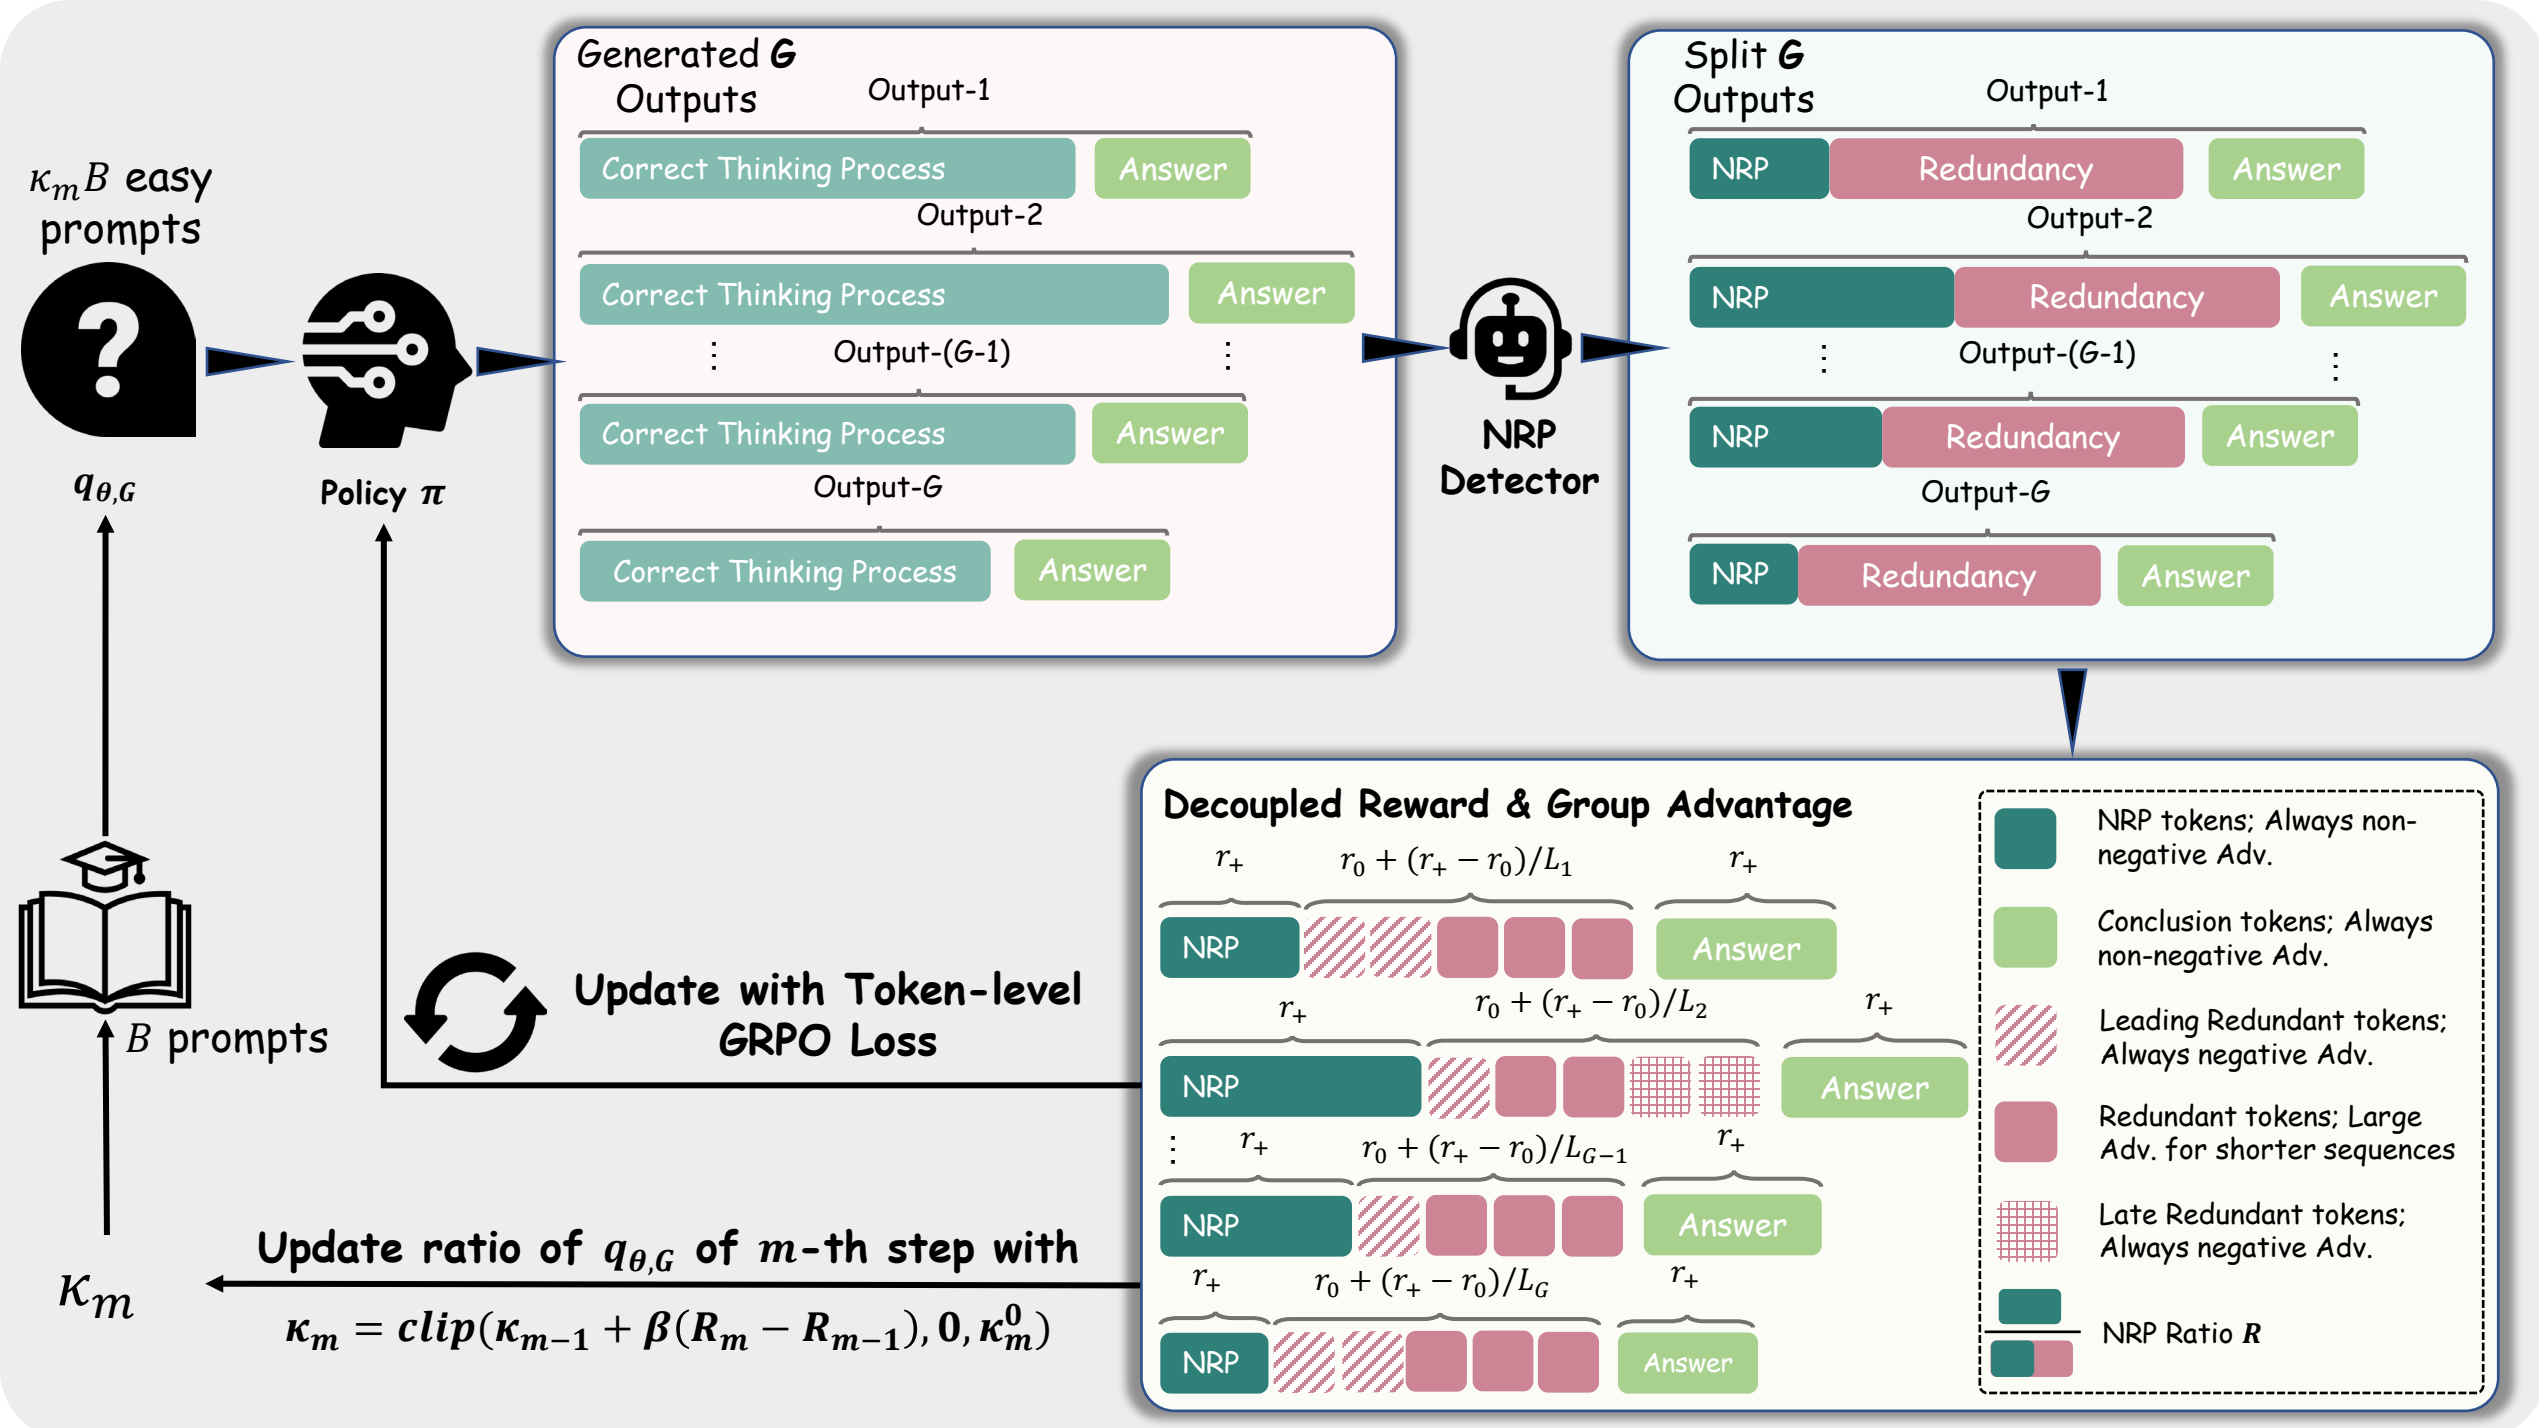 κ_m B easy
prompts
q_{θ,G}
Policy π
Generated G
Outputs
Output-1
Correct Thinking Process
Answer
Output-2
Correct Thinking Process
Answer
⋮
Output-(G-1)
⋮
Correct Thinking Process
Answer
Output-G
Correct Thinking Process
Answer
NRP
Detector
Split G
Outputs
Output-1
NRP
Redundancy
Answer
Output-2
NRP
Redundancy
Answer
⋮
Output-(G-1)
⋮
NRP
Redundancy
Answer
Output-G
NRP
Redundancy
Answer
Decoupled Reward & Group Advantage
r_+
r_0 + (r_+ − r_0)/L_1
r_+
NRP
Answer
r_+
r_0 + (r_+ − r_0)/L_2
r_+
NRP
Answer
⋮
r_+
r_0 + (r_+ − r_0)/L_{G−1}
r_+
NRP
Answer
r_+
r_0 + (r_+ − r_0)/L_G
r_+
NRP
Answer
NRP tokens; Always non-
negative Adv.
Conclusion tokens; Always
non-negative Adv.
Leading Redundant tokens;
Always negative Adv.
Redundant tokens; Large
Adv. for shorter sequences
Late Redundant tokens;
Always negative Adv.
NRP Ratio R
Update with Token-level
GRPO Loss
B prompts
Update ratio of q_{θ,G} of m-th step with
κ_m = clip(κ_{m−1} + β(R_m − R_{m−1}), 0, κ_m^0)
κ_m